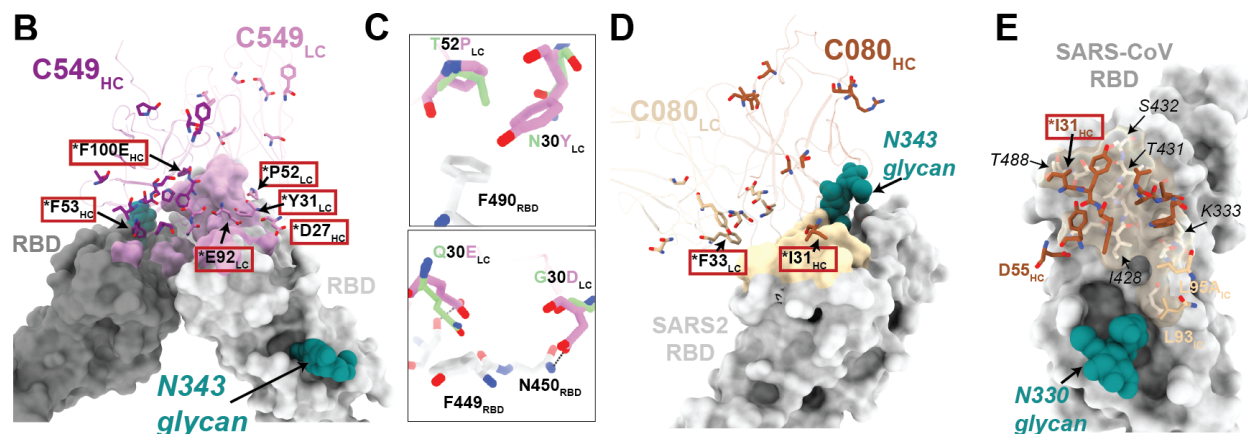 B
C549HC
C549LC
*F100EHC
*F53HC
*P52LC
*Y31LC
*D27HC
*E92LC
RBD
RBD
N343
glycan
C
T52PLC
N30YLC
F490RBD
Q30ELC
G30DLC
N450RBD
F449RBD
D
C080HC
C080LC
N343
glycan
*F33LC
*I31HC
SARS2
RBD
E
SARS-CoV
RBD
*I31HC
S432
T488
T431
K333
D55HC
I428
L95ALC
L93
N330
glycan